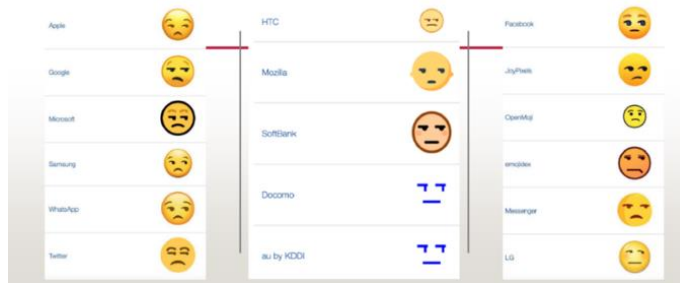 Apple
Google
Microsoft
Samsung
WhatsApp
Twitter
HTC
Mozilla
SoftBank
Docomo
au by KDDI
Facebook
JoyPixels
OpenMoji
emojidex
Messenger
LG